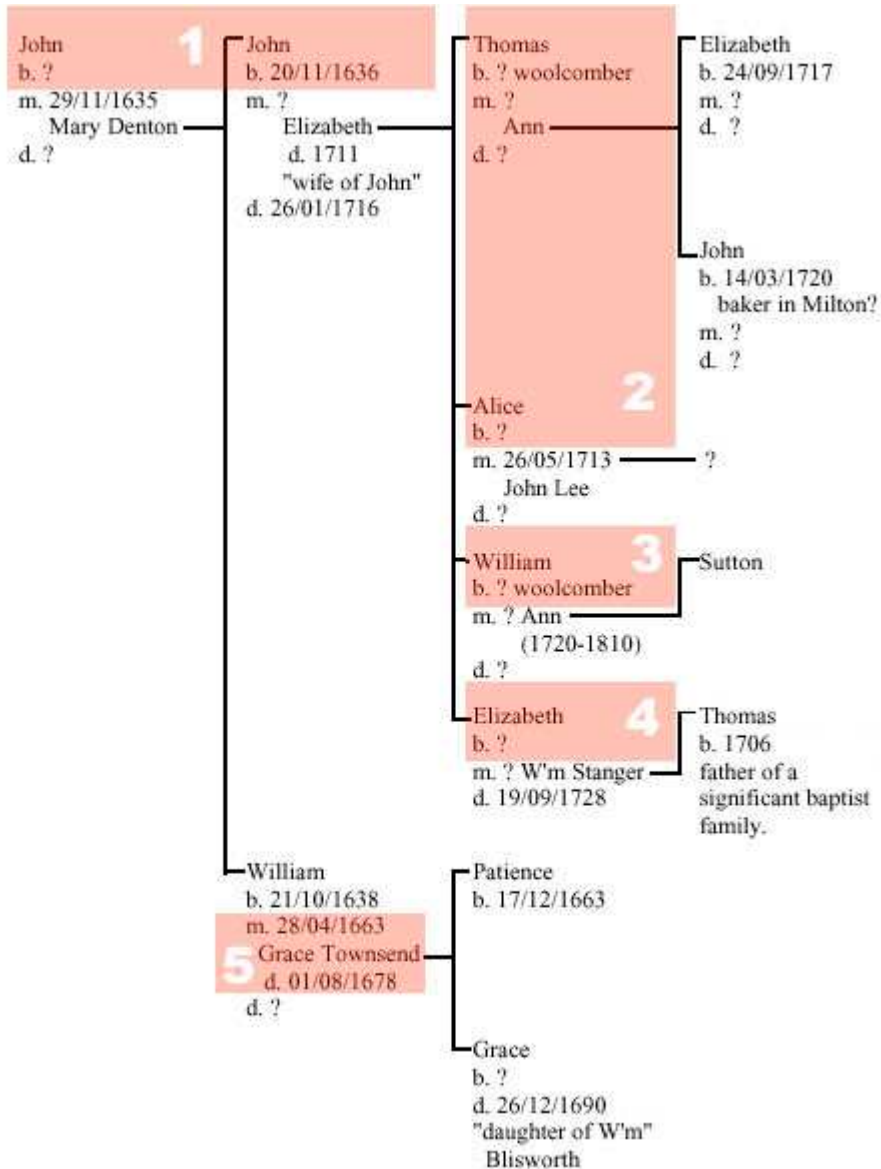 1
John
b. ?
m. 29/11/1635
Mary Denton
d. ?
John
b. 20/11/1636
m. ?
Elizabeth
d. 1711
"wife of John"
d. 26/01/1716
Thomas
b. ? woolcomber
m. ?
Ann
d. ?
Elizabeth
b. 24/09/1717
m. ?
d. ?
John
b. 14/03/1720
baker in Milton?
m. ?
d. ?
2
Alice
b. ?
m. 26/05/1713
John Lee
d. ?
?
3
William
b. ? woolcomber
m. ? Ann
(1720-1810)
d. ?
Sutton
4
Elizabeth
b. ?
m. ? W'm Stanger
d. 19/09/1728
Thomas
b. 1706
father of a
significant baptist
family.
William
b. 21/10/1638
m. 28/04/1663
5
Grace Townsend
d. 01/08/1678
d. ?
Patience
b. 17/12/1663
Grace
b. ?
d. 26/12/1690
"daughter of W'm"
Blisworth